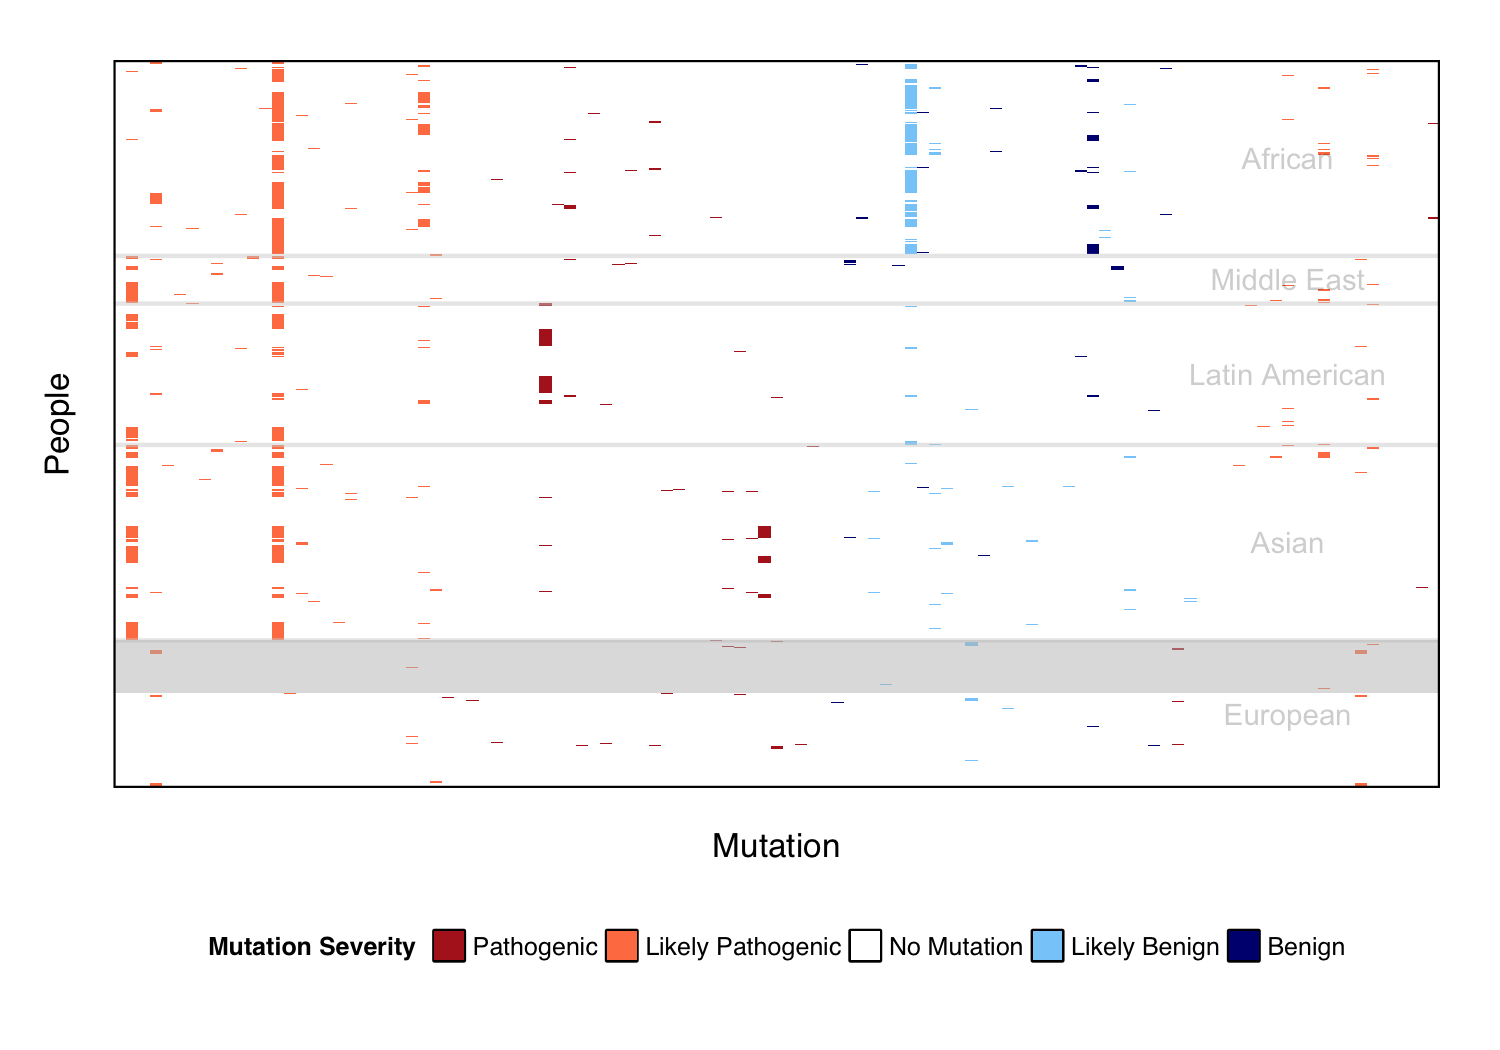 African
Middle East
Latin American
Asian
European
People
Mutation
Mutation Severity Pathogenic Likely Pathogenic No Mutation Likely Benign Benign